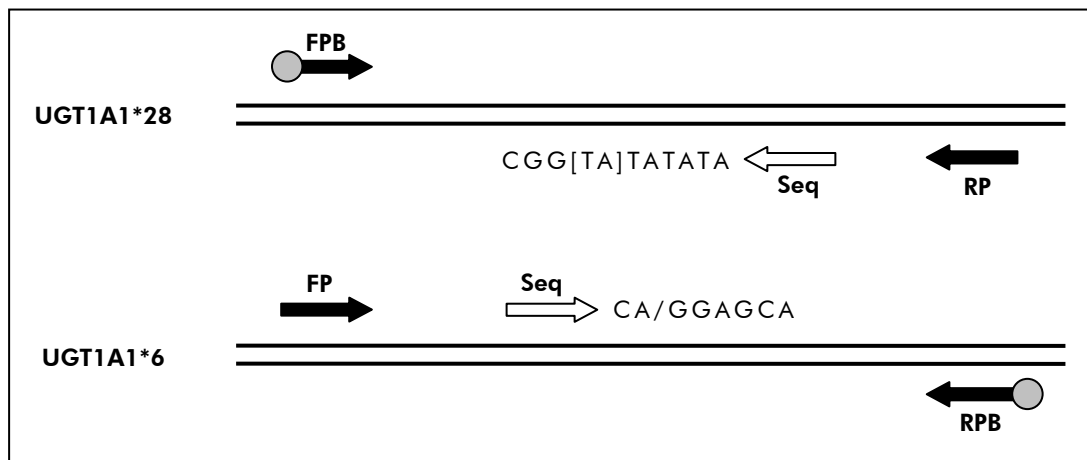 FPB
UGT1A1*28
CGG[TA]TATATA
Seq
RP
FP
Seq
CA/GGAGCA
UGT1A1*6
RPB